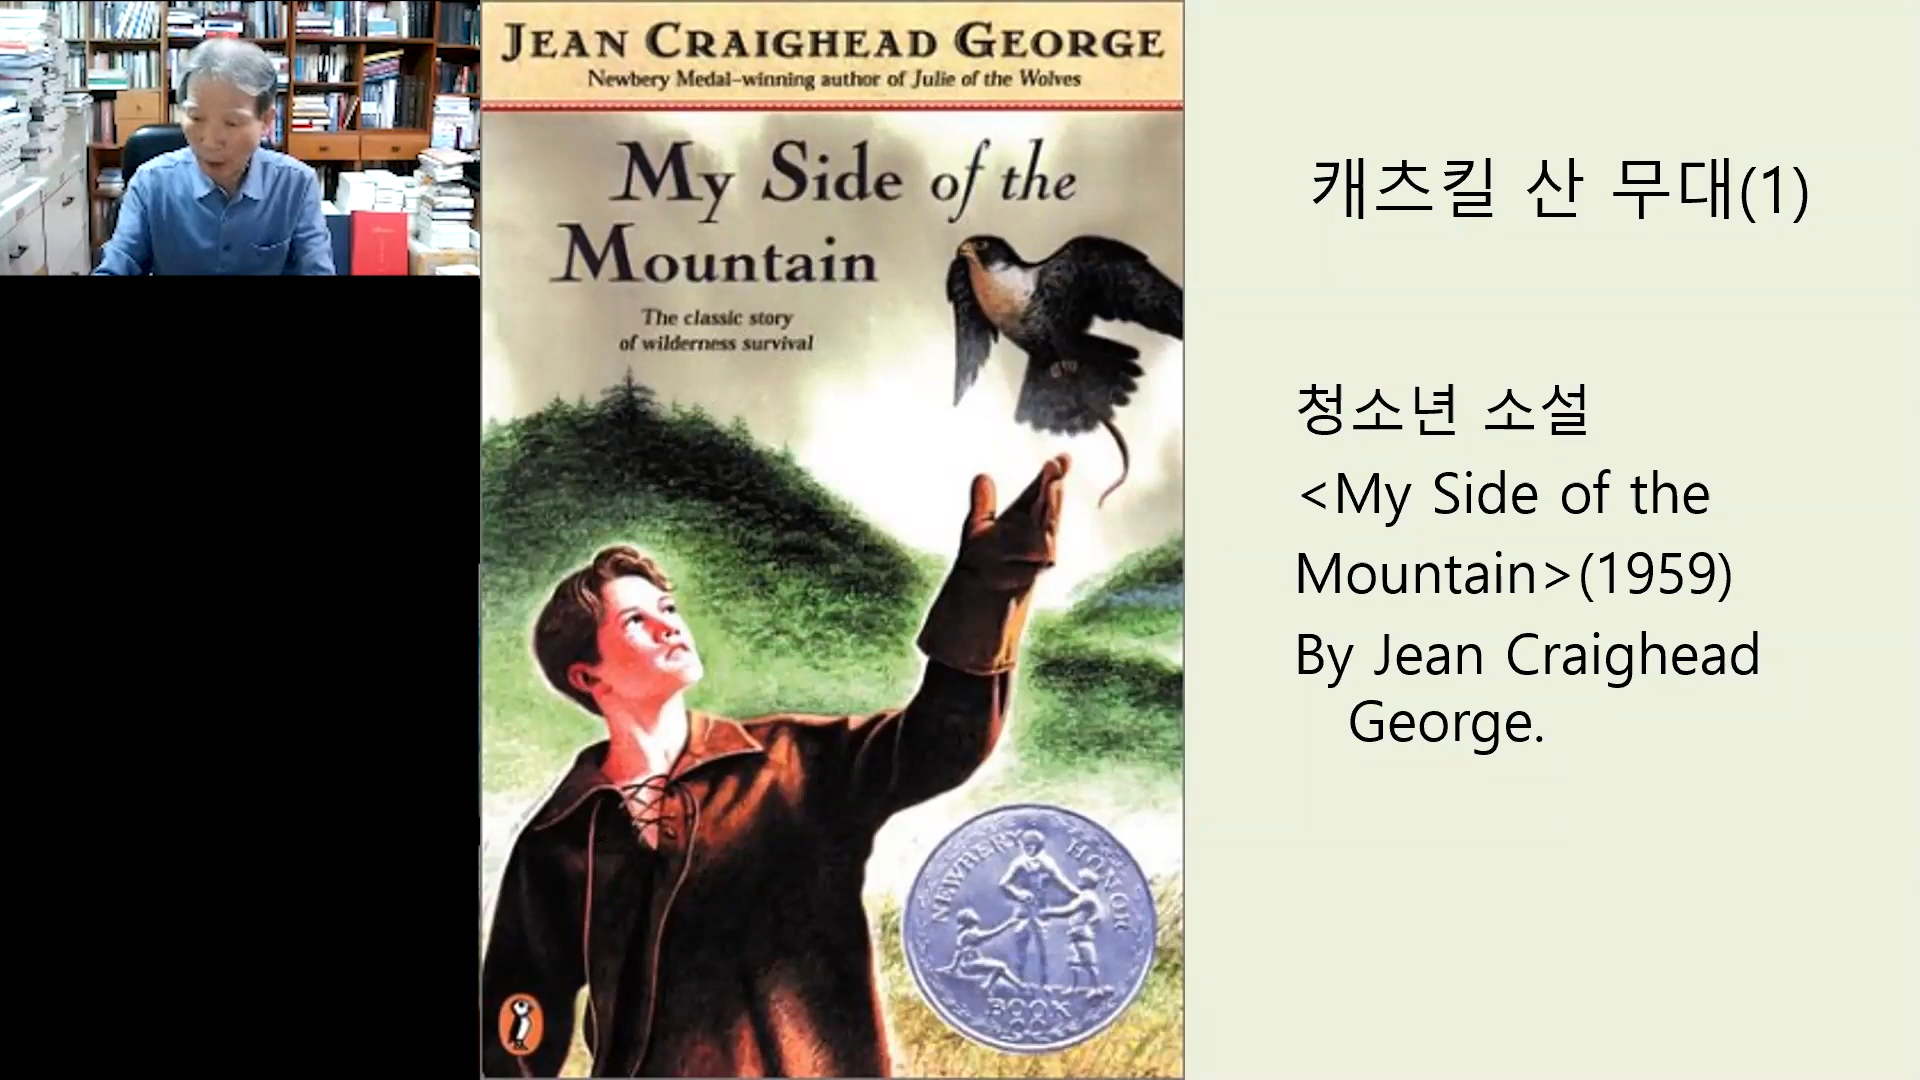 JEAN CRAIGHEAD GEORGE
Newbery Medal-winning author of Julie of the Wolves
My Side of the
Mountain
The classic story
of wilderness survival
NEWBERY HONOR
BOOK
캐츠킬 산 무대(1)
청소년 소설
<My Side of the
Mountain>(1959)
By Jean Craighead
George.